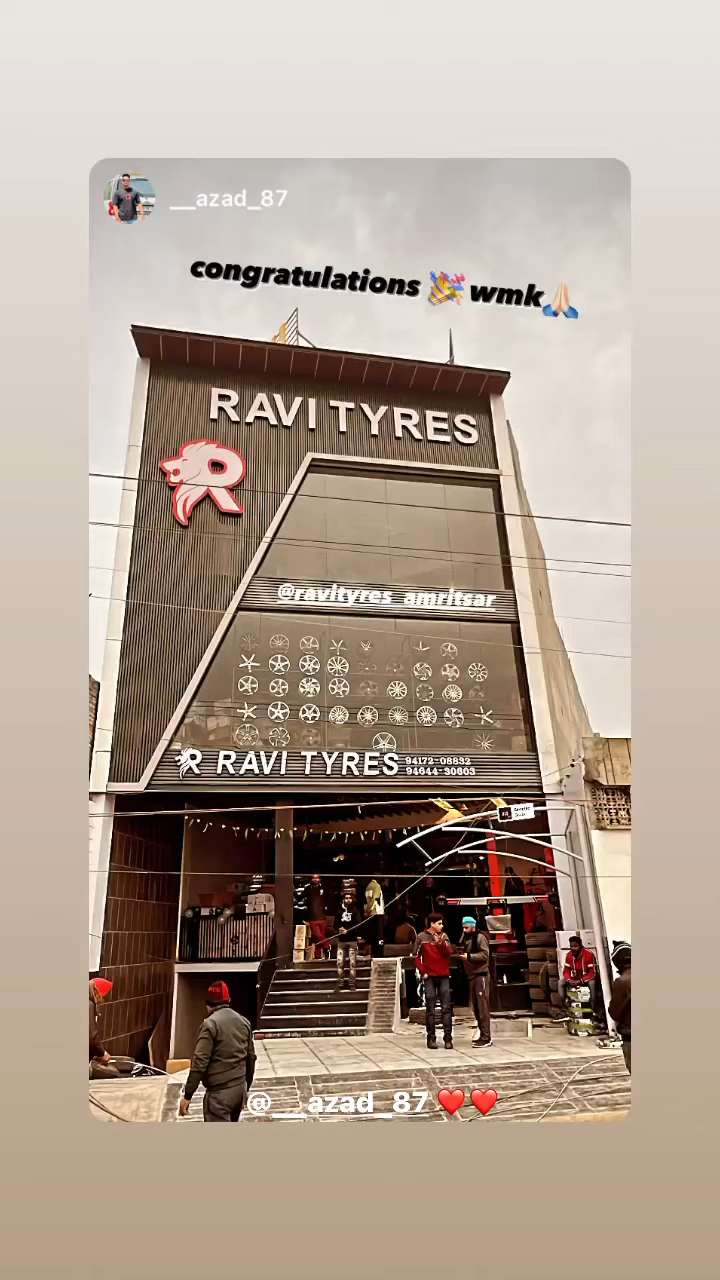 __azad_87
congratulations 🎉 wmk🙏🏻
RAVI TYRES
R
@ravityres_amritsar
R RAVI TYRES 94172-08832
94644-30603
@__azad_87 ❤️❤️